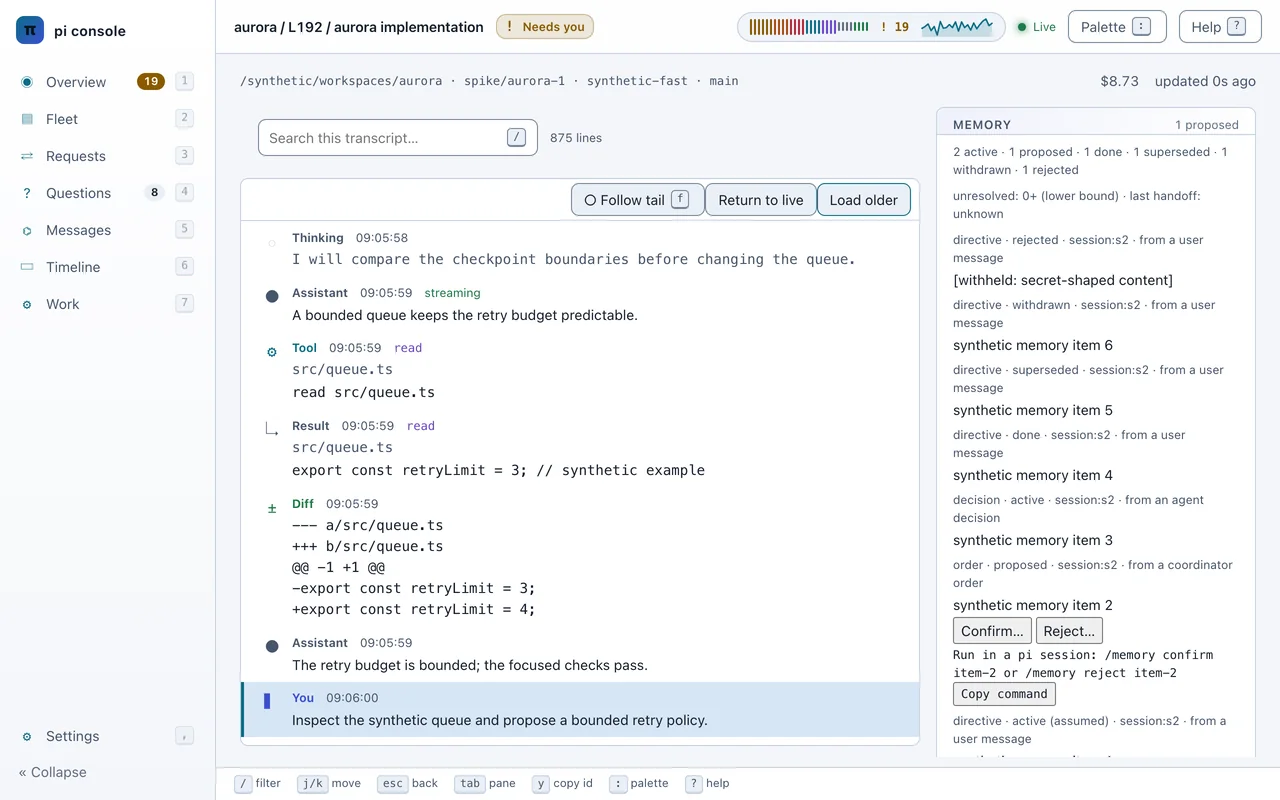 π pi console
aurora / L192 / aurora implementation
! Needs you
! 19
Live
Palette :
Help ?
Overview 19 1
Fleet 2
Requests 3
Questions 8 4
Messages 5
Timeline 6
Work 7
Settings ,
« Collapse
/synthetic/workspaces/aurora · spike/aurora-1 · synthetic-fast · main
$8.73 updated 0s ago
Search this transcript... /
875 lines
Follow tail f
Return to live
Load older
Thinking 09:05:58
I will compare the checkpoint boundaries before changing the queue.
Assistant 09:05:59 streaming
A bounded queue keeps the retry budget predictable.
Tool 09:05:59 read
src/queue.ts
read src/queue.ts
Result 09:05:59 read
src/queue.ts
export const retryLimit = 3; // synthetic example
± Diff 09:05:59
--- a/src/queue.ts
+++ b/src/queue.ts
@@ -1 +1 @@
-export const retryLimit = 3;
+export const retryLimit = 4;
Assistant 09:05:59
The retry budget is bounded; the focused checks pass.
You 09:06:00
Inspect the synthetic queue and propose a bounded retry policy.
MEMORY 1 proposed
2 active · 1 proposed · 1 done · 1 superseded · 1
withdrawn · 1 rejected
unresolved: 0+ (lower bound) · last handoff:
unknown
directive · rejected · session:s2 · from a user
message
[withheld: secret-shaped content]
directive · withdrawn · session:s2 · from a user
message
synthetic memory item 6
directive · superseded · session:s2 · from a user
message
synthetic memory item 5
directive · done · session:s2 · from a user
message
synthetic memory item 4
decision · active · session:s2 · from an agent
decision
synthetic memory item 3
order · proposed · session:s2 · from a coordinator
order
synthetic memory item 2
Confirm... Reject...
Run in a pi session: /memory confirm
item-2 or /memory reject item-2
Copy command
directive · active (assumed) · session:s2 · from a
user message
/ filter j/k move esc back tab pane y copy id : palette ? help